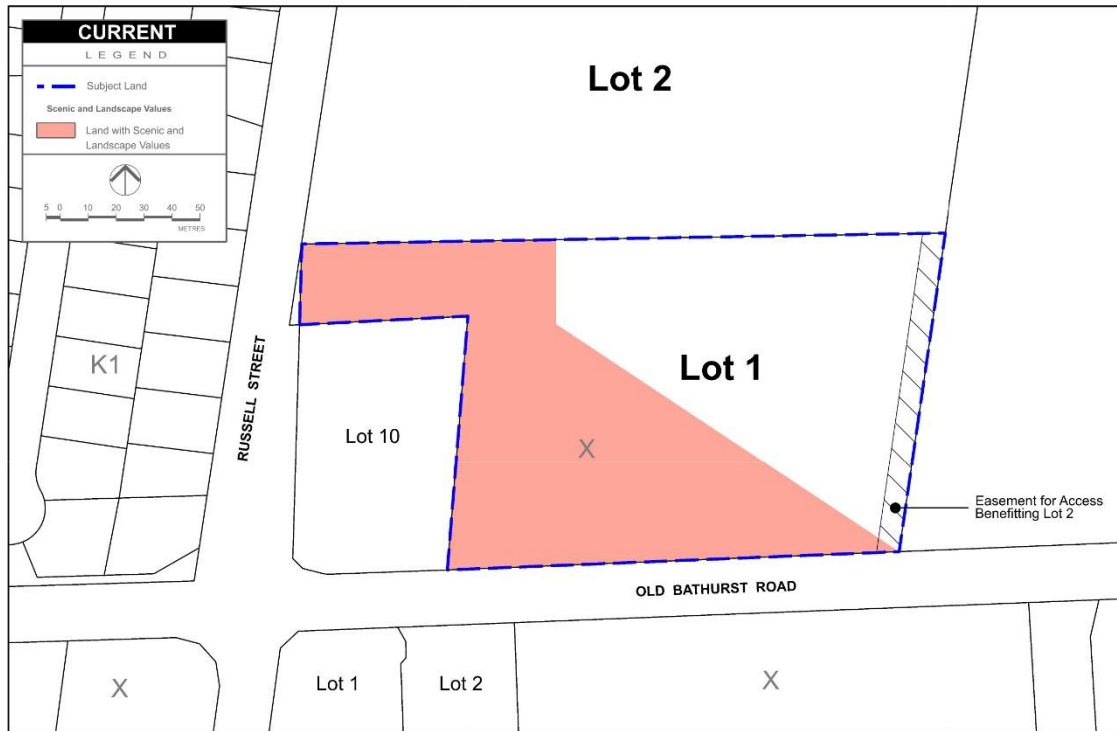 CURRENT
LEGEND
Subject Land
Scenic and Landscape Values
Land with Scenic and
Landscape Values
5 0 10 20 30 40 50
METRES
Lot 2
K1
RUSSELL STREET
Lot 10
Lot 1
X
Easement for Access
Benefitting Lot 2
OLD BATHURST ROAD
X
Lot 1
Lot 2
X